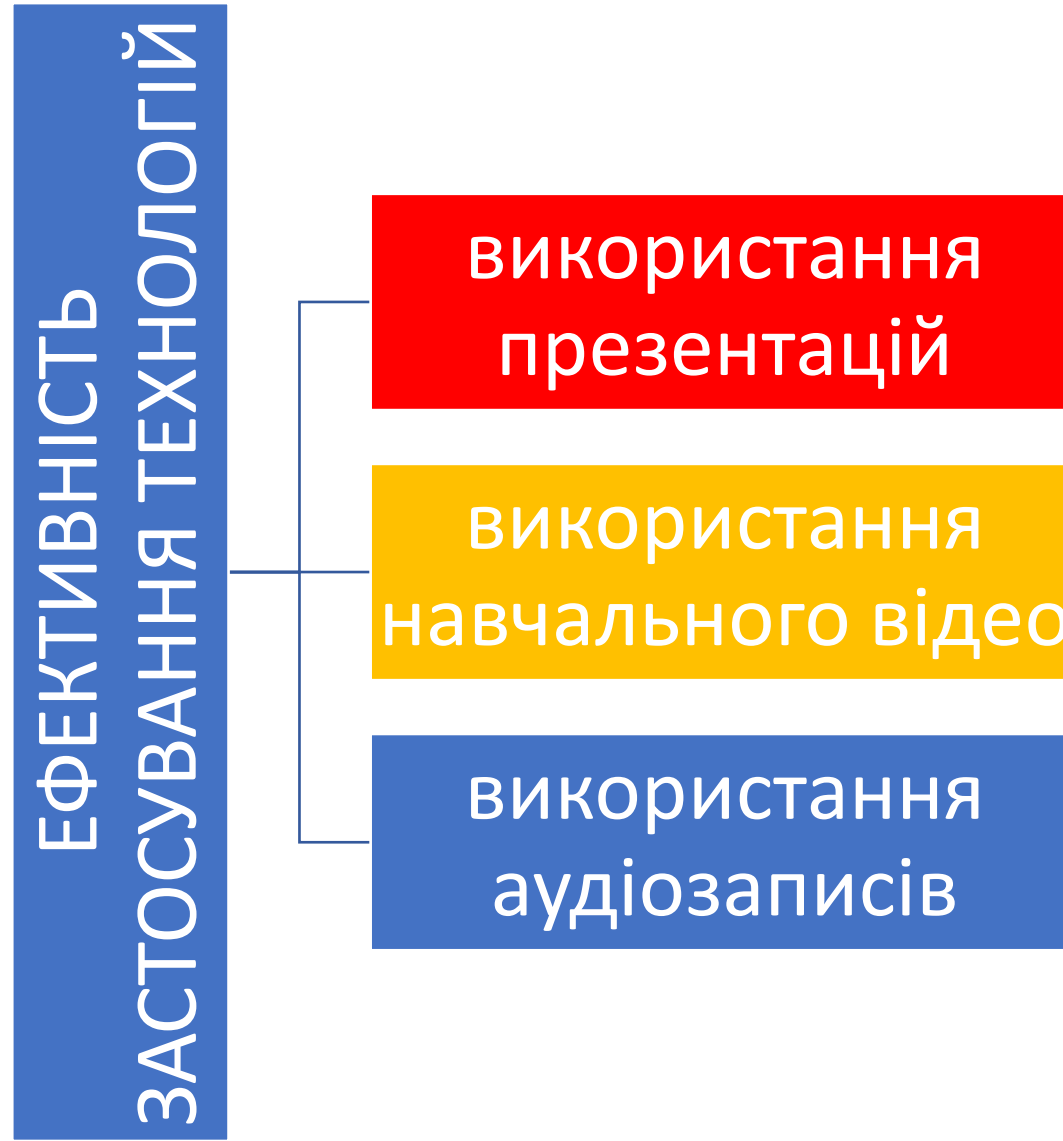 ЕФЕКТИВНІСТЬ
ЗАСТОСУВАННЯ ТЕХНОЛОГІЙ
використання
презентацій
використання
навчального відео
використання
аудіозаписів